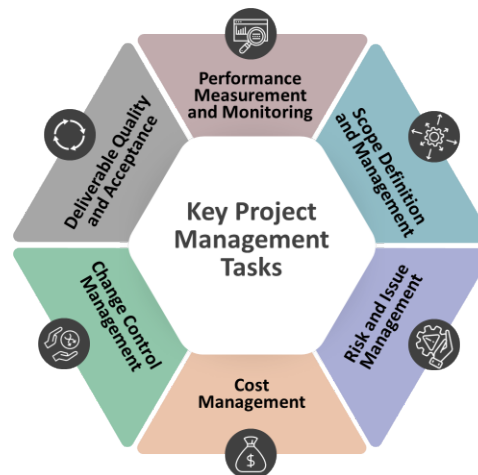 Performance
Measurement
and Monitoring
Scope Definition
and Management
Risk and Issue
Management
Cost
Management
Change Control
Management
Deliverable Quality
and Acceptance
Key Project
Management
Tasks
$